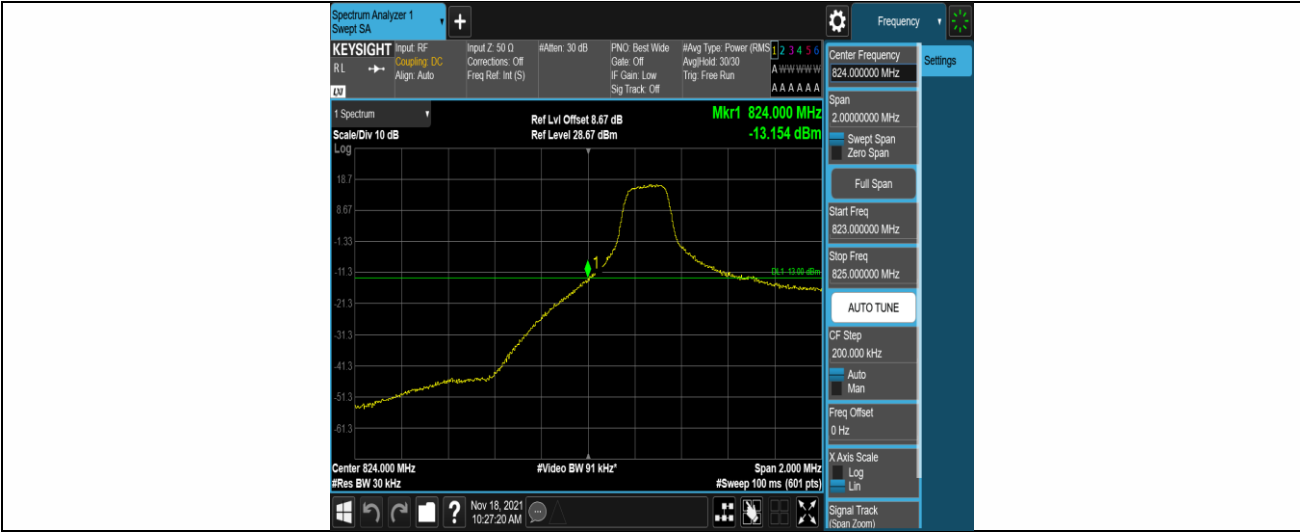 Spectrum Analyzer 1
Swept SA
+
Frequency
KEYSIGHT
RL
LXI
Input: RF
Coupling: DC
Align: Auto
Input Z: 50 Ω
Corrections: Off
Freq Ref: Int (S)
#Atten: 30 dB
PNO: Best Wide
Gate: Off
IF Gain: Low
Sig Track: Off
#Avg Type: Power (RMS
Avg|Hold: 30/30
Trig: Free Run
1 2 3 4 5 6
A W W W W W
A A A A A A
1 Spectrum
Scale/Div 10 dB
Ref Lvl Offset 8.67 dB
Ref Level 28.67 dBm
Mkr1 824.000 MHz
-13.154 dBm
Log
18.7
8.67
-1.33
-11.3
-21.3
-31.3
-41.3
-51.3
-61.3
1
DL1 -13.00 dBm
Center 824.000 MHz
#Res BW 30 kHz
#Video BW 91 kHz*
Span 2.000 MHz
#Sweep 100 ms (601 pts)
Center Frequency
824.000000 MHz
Settings
Span
2.00000000 MHz
Swept Span
Zero Span
Full Span
Start Freq
823.000000 MHz
Stop Freq
825.000000 MHz
AUTO TUNE
CF Step
200.000 kHz
Auto
Man
Freq Offset
0 Hz
X Axis Scale
Log
Lin
Signal Track
(Span Zoom)
?
Nov 18, 2021
10:27:20 AM